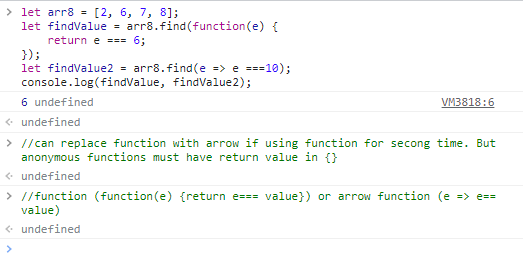 > let arr8 = [2, 6, 7, 8];
let findValue = arr8.find(function(e) {
return e === 6;
});
let findValue2 = arr8.find(e => e ===10);
console.log(findValue, findValue2);
6 undefined VM3818:6
undefined
> //can replace function with arrow if using function for secong time. But
anonymous functions must have return value in {}
undefined
> //function (function(e) {return e=== value}) or arrow function (e => e==
value)
undefined
>